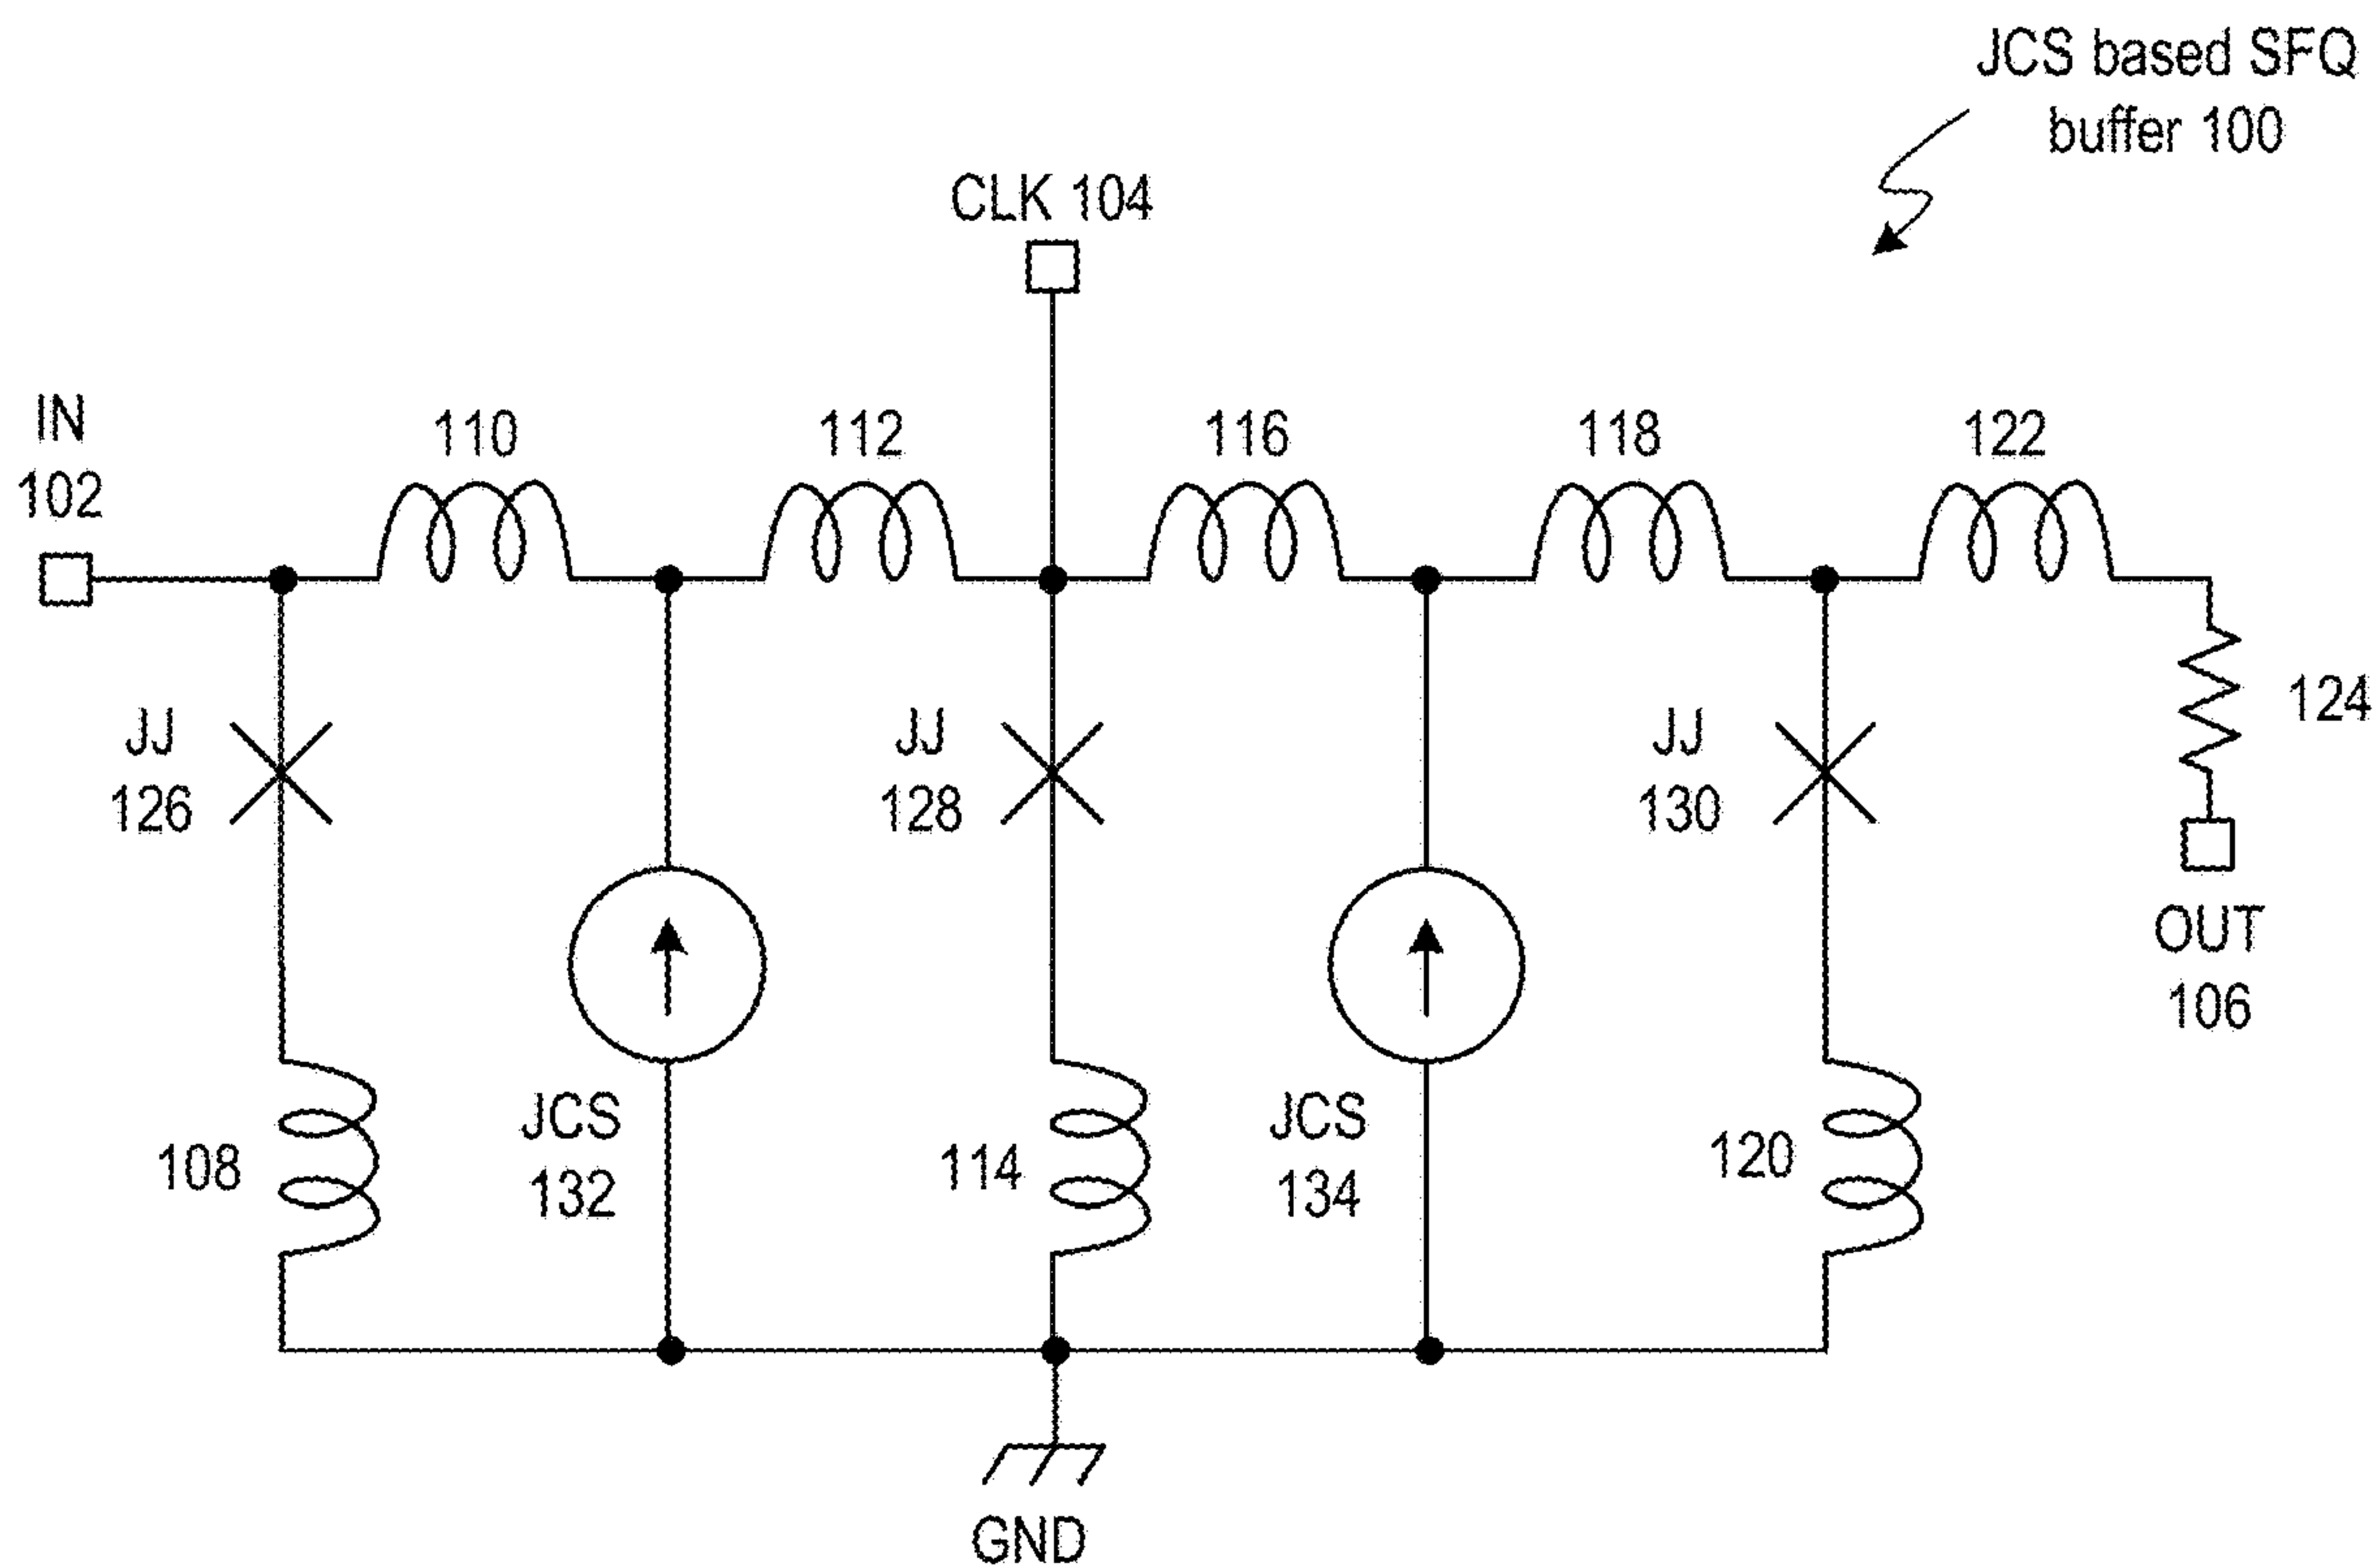 JCS based SFQ
buffer 100
CLK 104
IN
102
110
112
116
118
122
JJ
126
JJ
128
JJ
130
124
OUT
106
108
JCS
132
114
JCS
134
120
GND